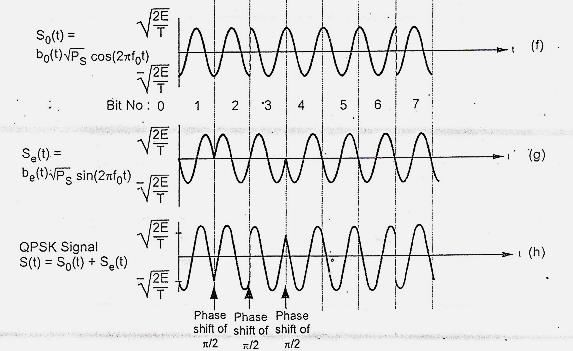 S₀(t) =
b₀(t)√Pₛ cos(2πf₀t)
√2E/T
-√2E/T
t (f)
Bit No : 0 1 2 3 4 5 6 7
Sₑ(t) =
bₑ(t)√Pₛ sin(2πf₀t)
√2E/T
-√2E/T
(g)
QPSK Signal
S(t) = S₀(t) + Sₑ(t)
√2E/T
-√2E/T
t (h)
Phase shift of π/2
Phase shift of π/2
Phase shift of π/2